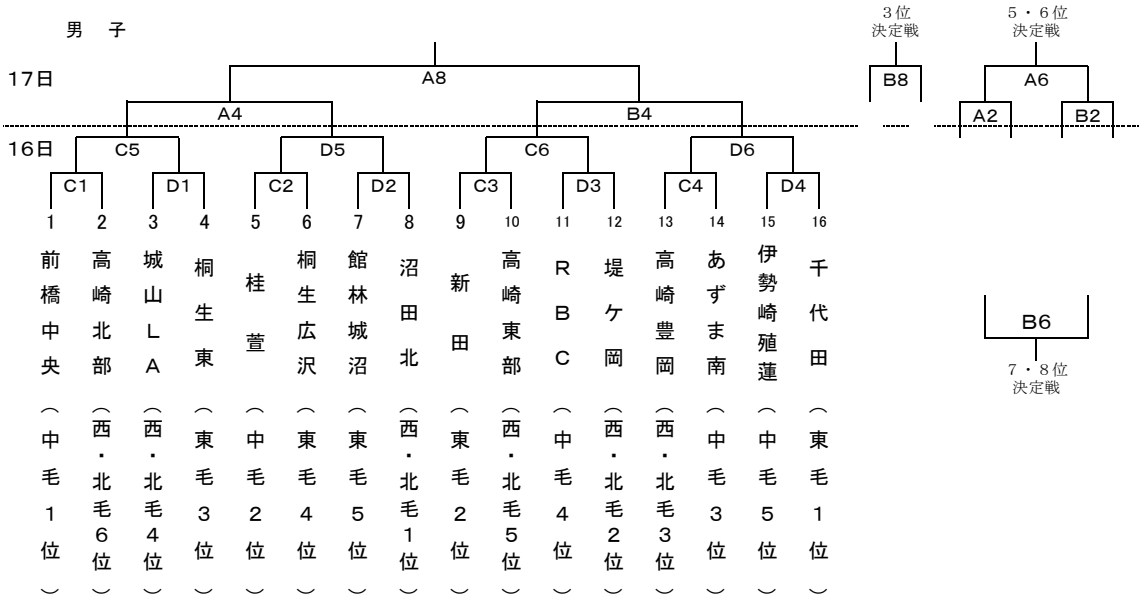 男 子
3位
決定戦
5・6位
決定戦
17日
A8
B8
A6
A4
B4
A2
B2
16日
C5
D5
C6
D6
C1
D1
C2
D2
C3
D3
C4
D4
1 2 3 4 5 6 7 8 9 10 11 12 13 14 15 16
前橋中央（中毛1位）
高崎北部（西・北毛6位）
城山LA（西・北毛4位）
桐生東（東毛3位）
桂萱（中毛2位）
桐生広沢（東毛4位）
館林城沼（東毛5位）
沼田北（西・北毛1位）
新田（東毛2位）
高崎東部（西・北毛5位）
RBC（中毛4位）
堤ケ岡（西・北毛2位）
高崎豊岡（西・北毛3位）
あずま南（中毛3位）
伊勢崎殖蓮（中毛5位）
千代田（東毛1位）
B6
7・8位
決定戦